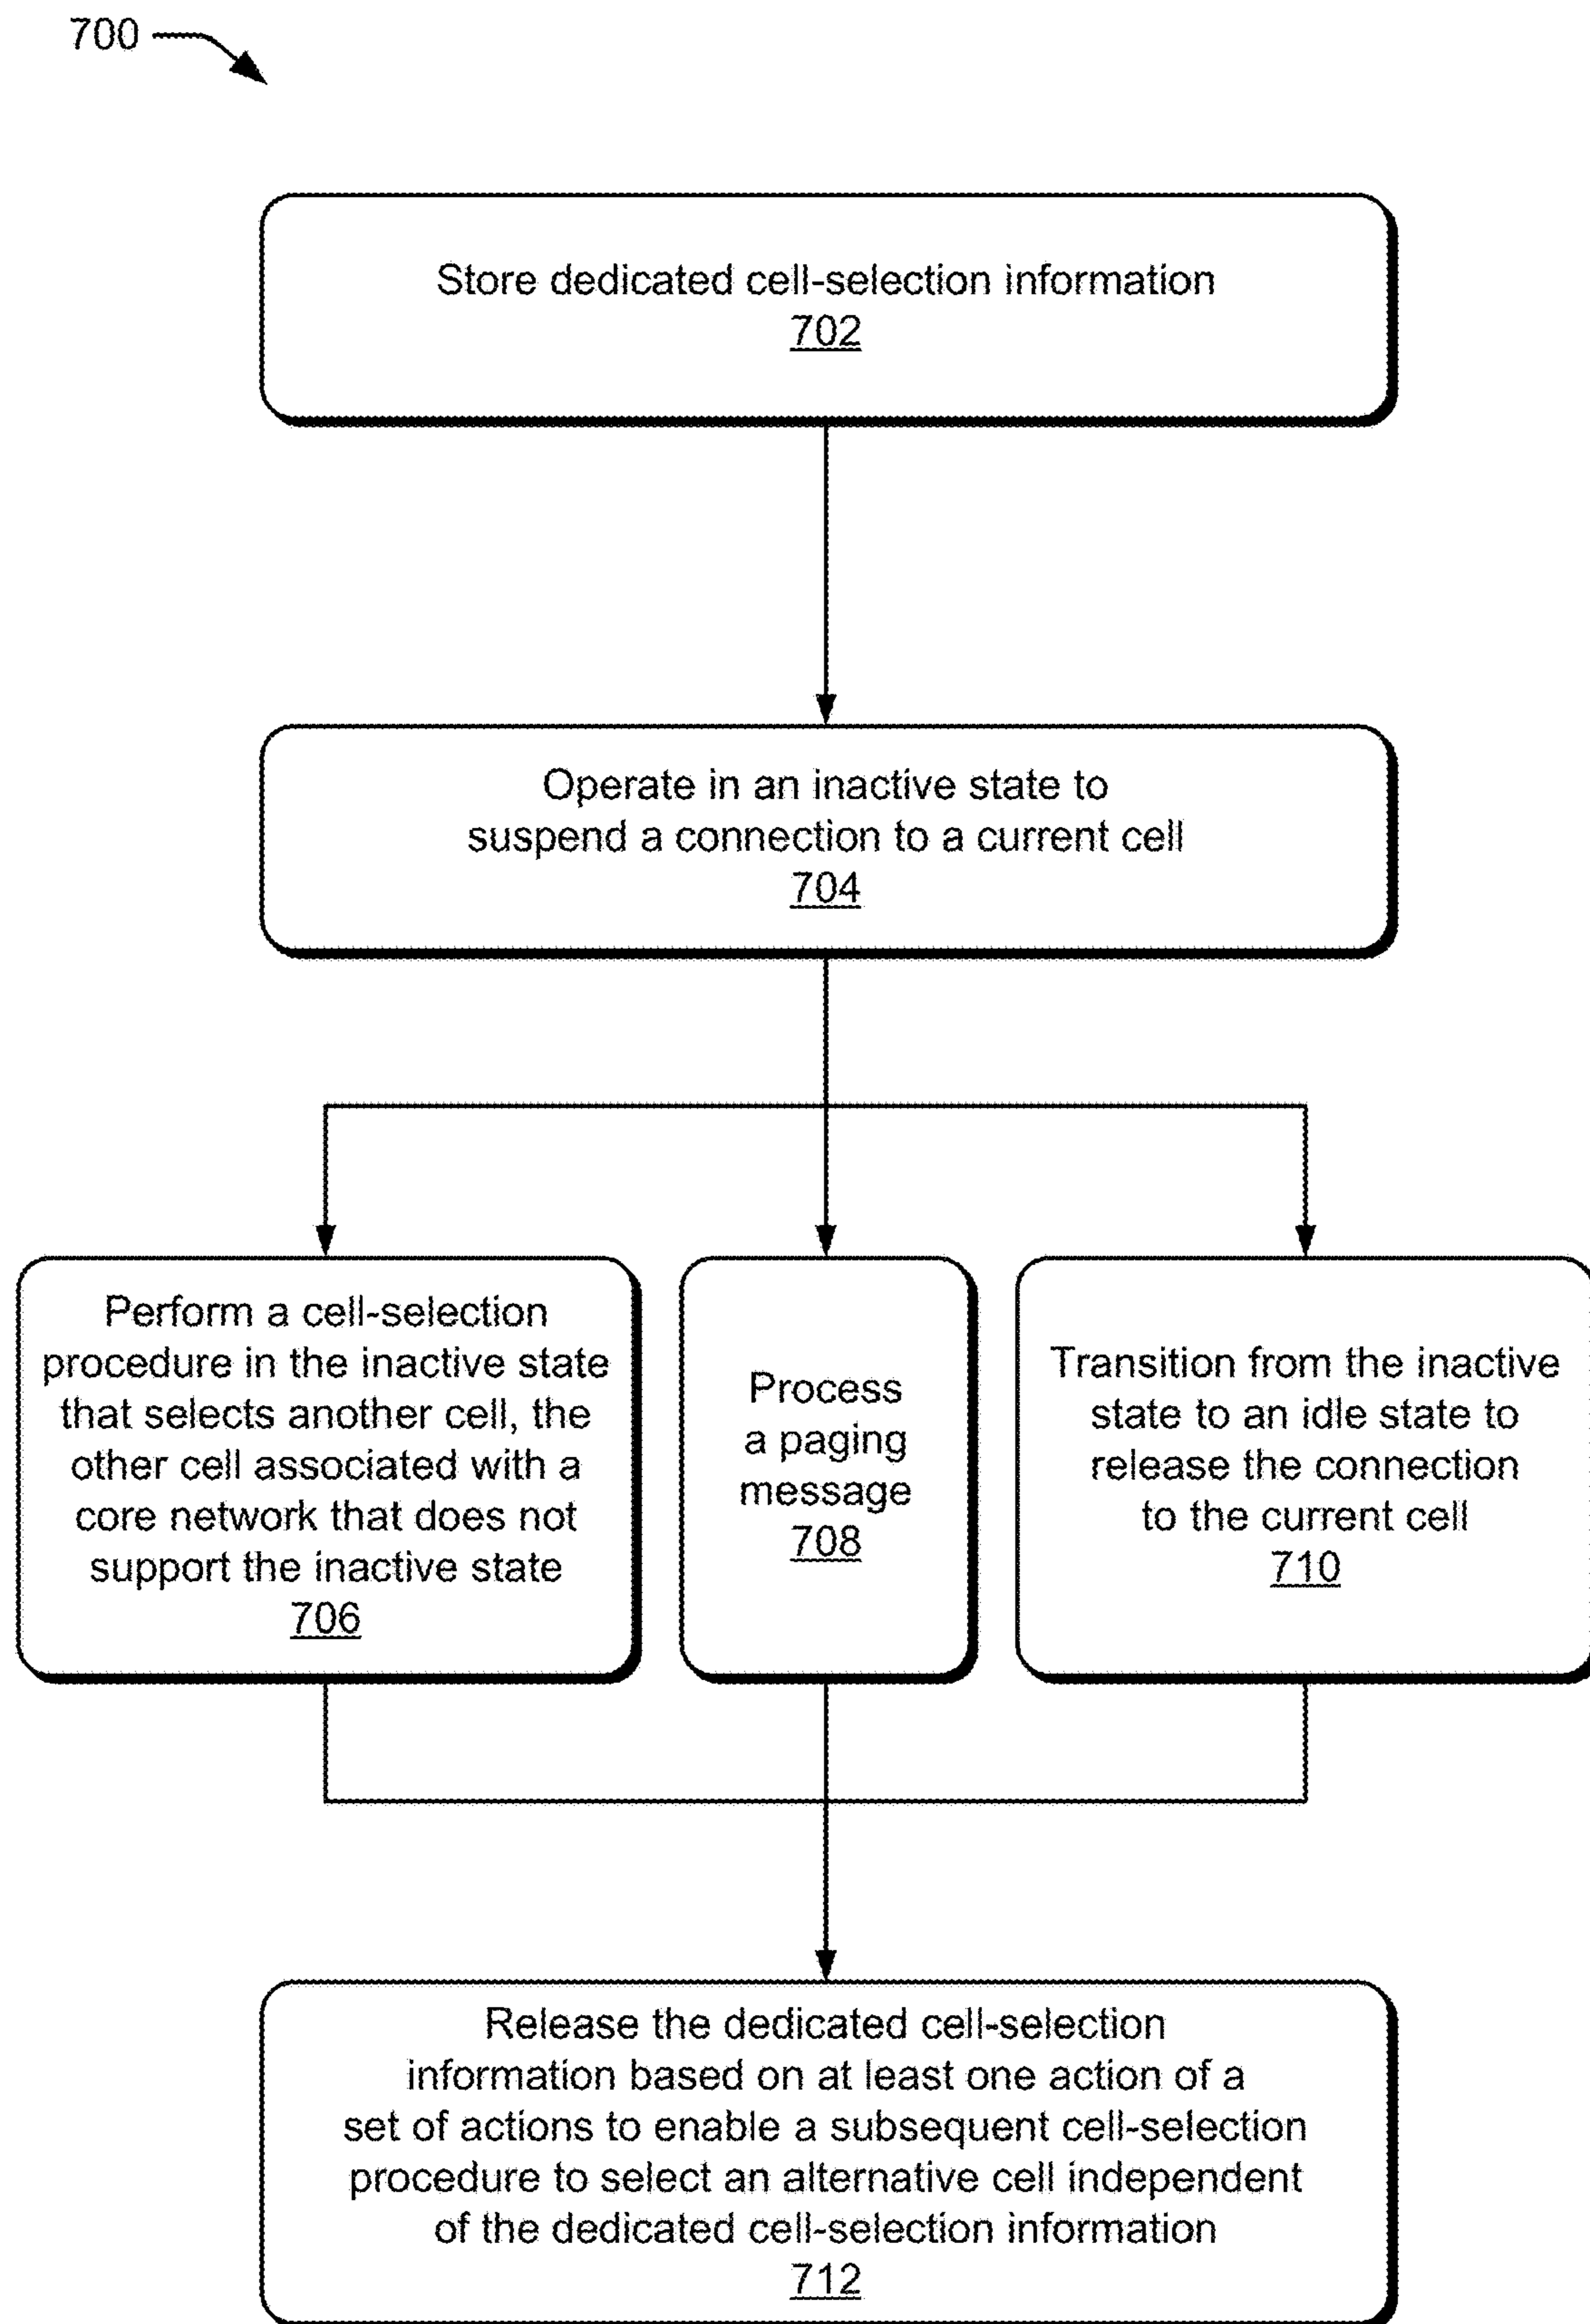 700
Store dedicated cell-selection information
702
Operate in an inactive state to
suspend a connection to a current cell
704
Perform a cell-selection
procedure in the inactive state
that selects another cell, the
other cell associated with a
core network that does not
support the inactive state
706
Process
a paging
message
708
Transition from the inactive
state to an idle state to
release the connection
to the current cell
710
Release the dedicated cell-selection
information based on at least one action of a
set of actions to enable a subsequent cell-selection
procedure to select an alternative cell independent
of the dedicated cell-selection information
712